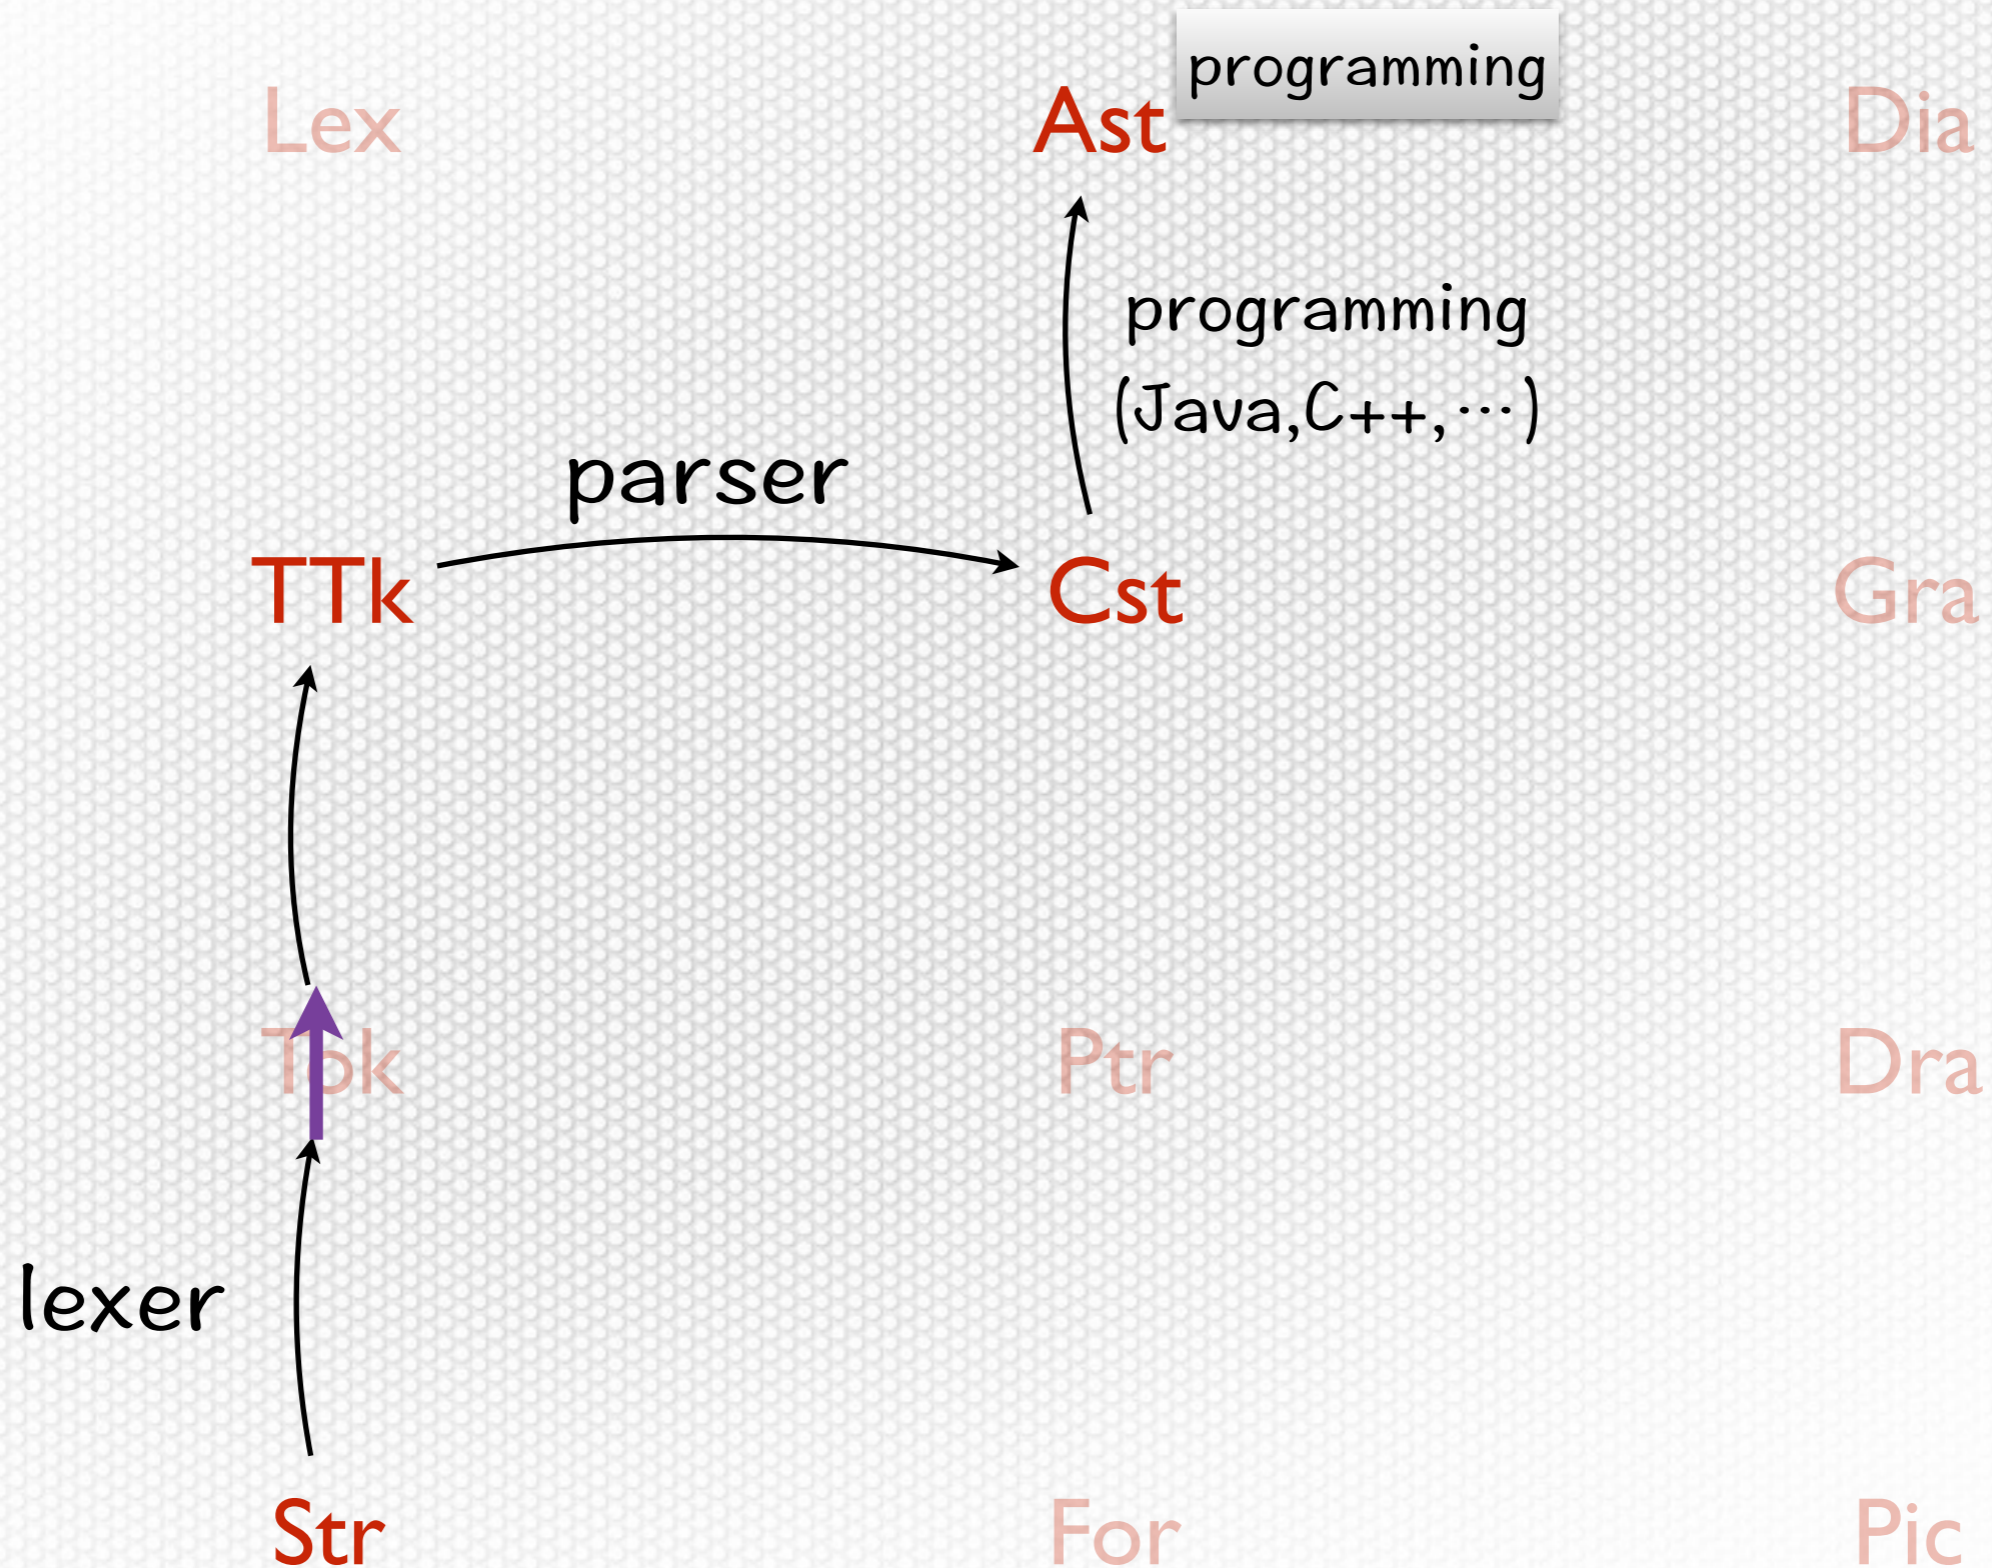 programming
Lex
Ast
Dia
programming
(Java,C++,…)
parser
TTk
Cst
Gra
Tok
Ptr
Dra
lexer
Str
For
Pic